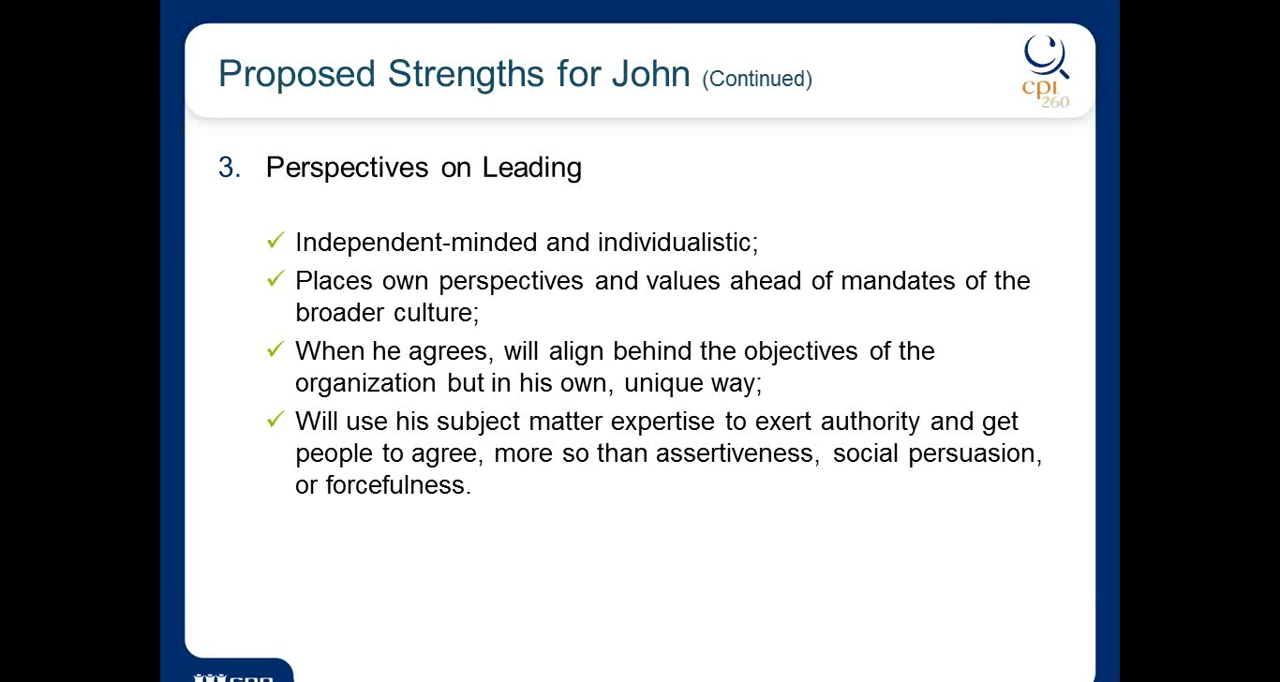 Proposed Strengths for John (Continued)
cpi
260
3. Perspectives on Leading
✓ Independent-minded and individualistic;
✓ Places own perspectives and values ahead of mandates of the
broader culture;
✓ When he agrees, will align behind the objectives of the
organization but in his own, unique way;
✓ Will use his subject matter expertise to exert authority and get
people to agree, more so than assertiveness, social persuasion,
or forcefulness.